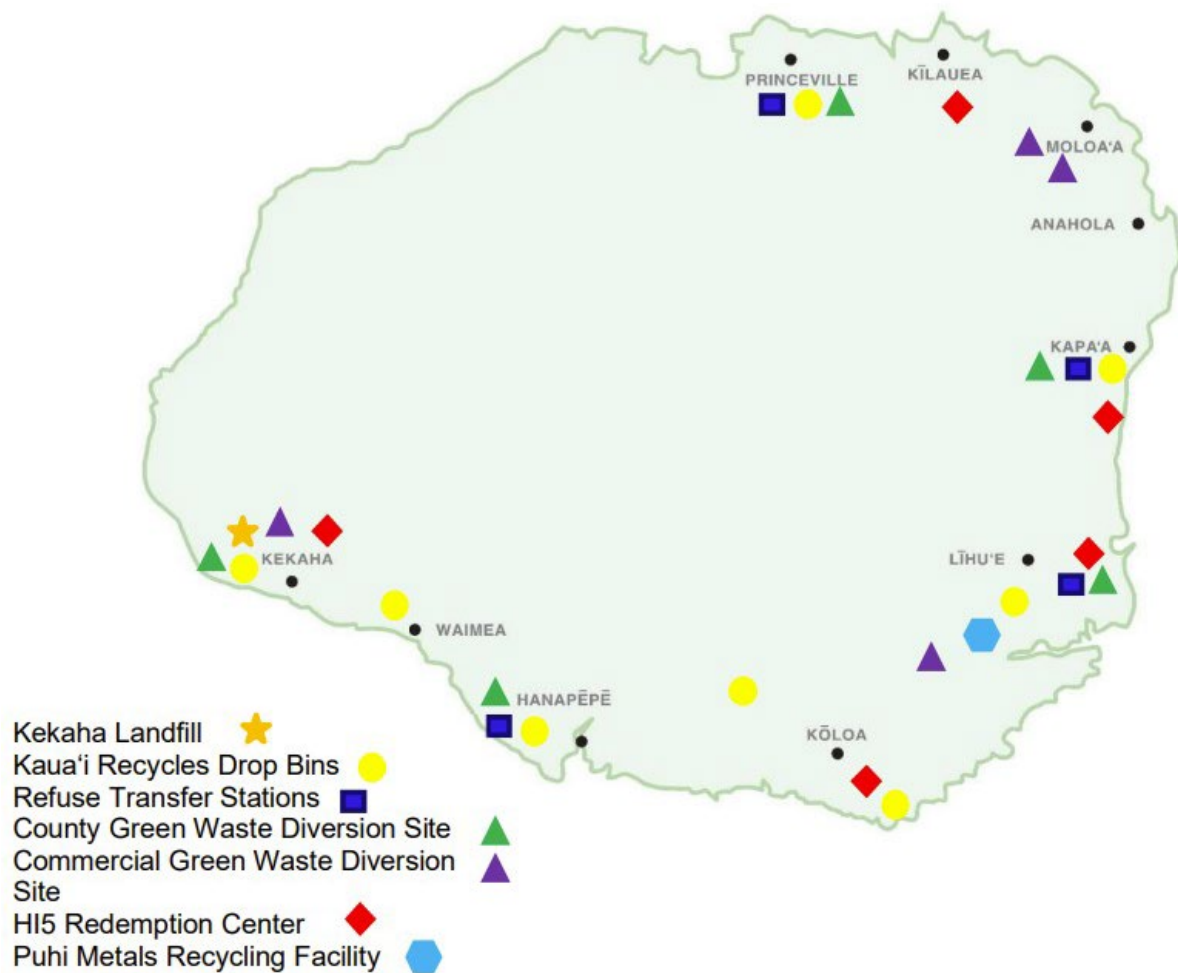 PRINCEVILLE
KĪLAUEA
MOLOA‘A
ANAHOLA
KAPA‘A
KEKAHA
LĪHU‘E
WAIMEA
HANAPĒPĒ
KŌLOA
Kekaha Landfill
Kaua‘i Recycles Drop Bins
Refuse Transfer Stations
County Green Waste Diversion Site
Commercial Green Waste Diversion
Site
HI5 Redemption Center
Puhi Metals Recycling Facility